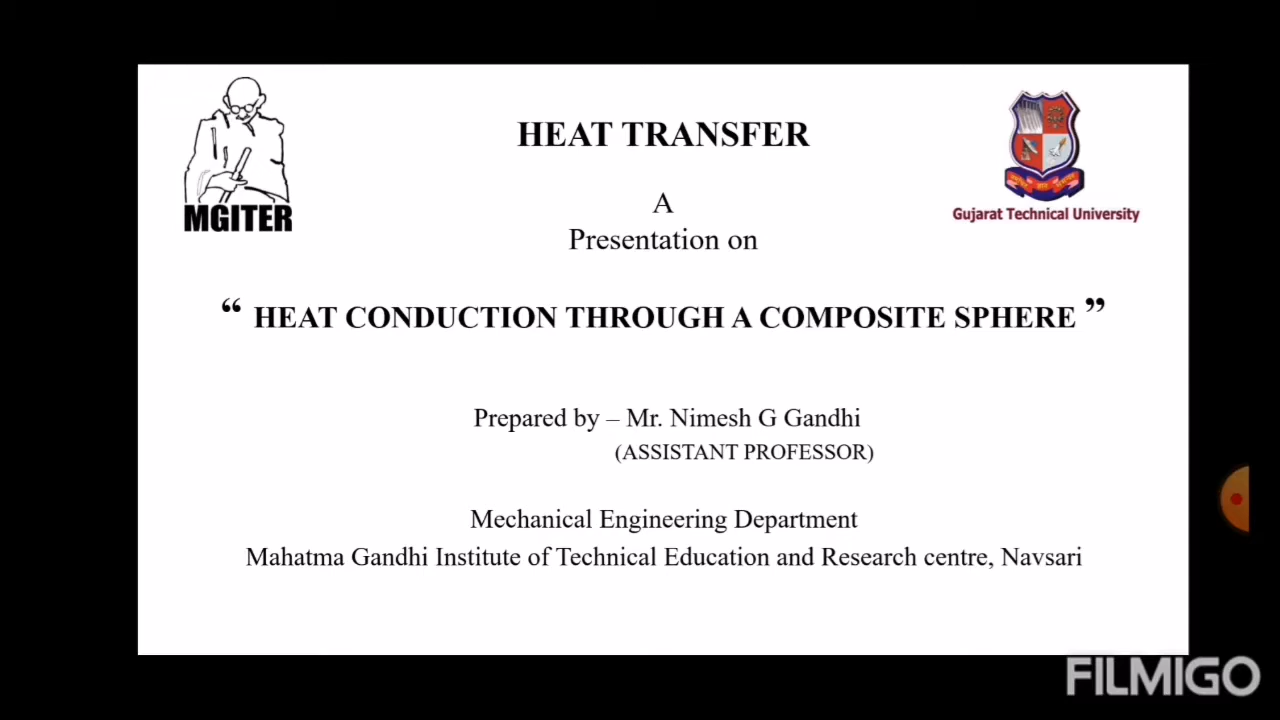 MGITER
HEAT TRANSFER
Gujarat Technical University
A
Presentation on
“ HEAT CONDUCTION THROUGH A COMPOSITE SPHERE ”
Prepared by – Mr. Nimesh G Gandhi
(ASSISTANT PROFESSOR)
Mechanical Engineering Department
Mahatma Gandhi Institute of Technical Education and Research centre, Navsari
FILMIGO